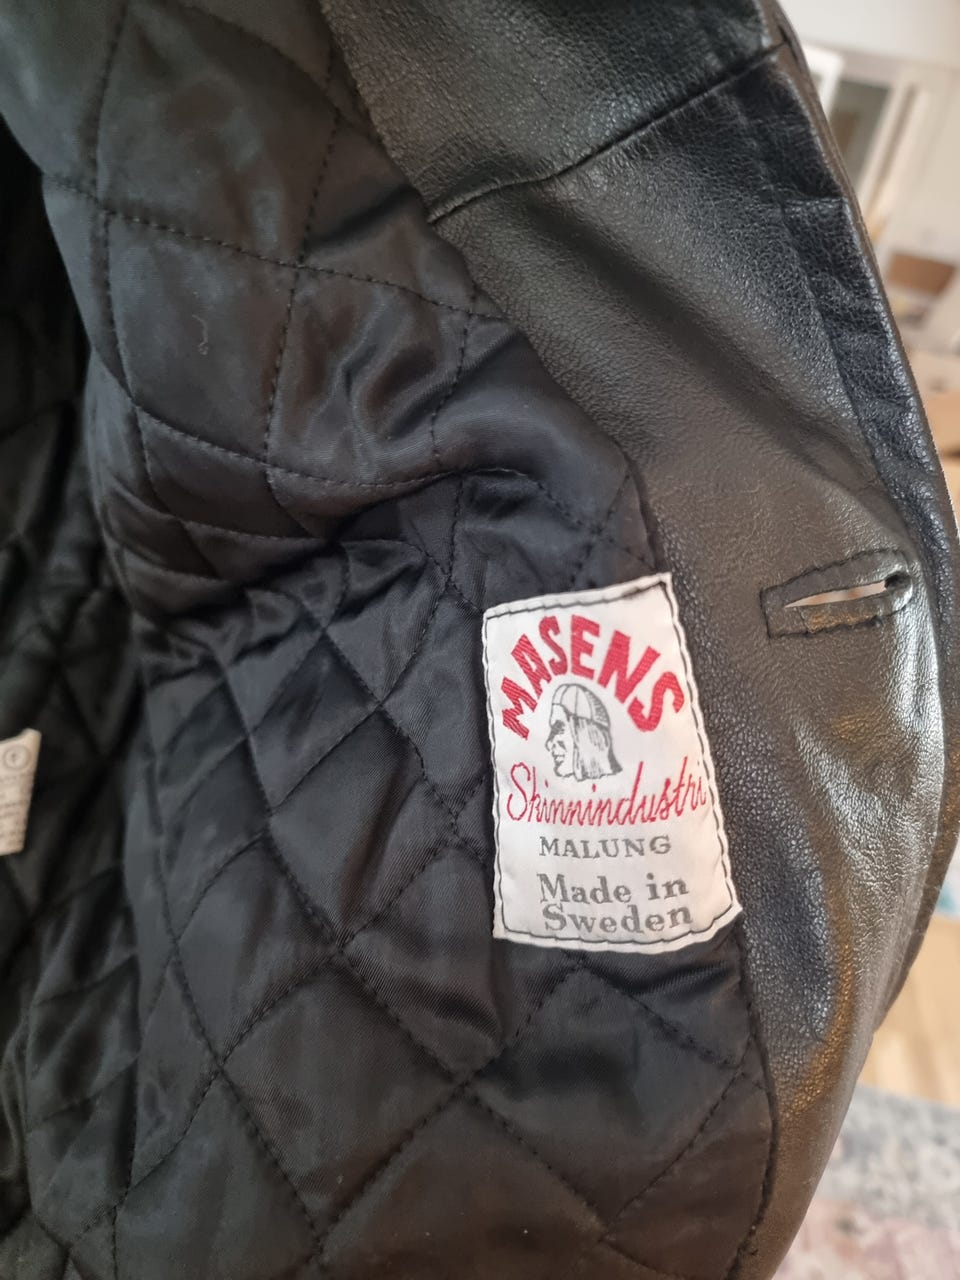 MASENS
Skinnindustri
MALUNG
Made in
Sweden